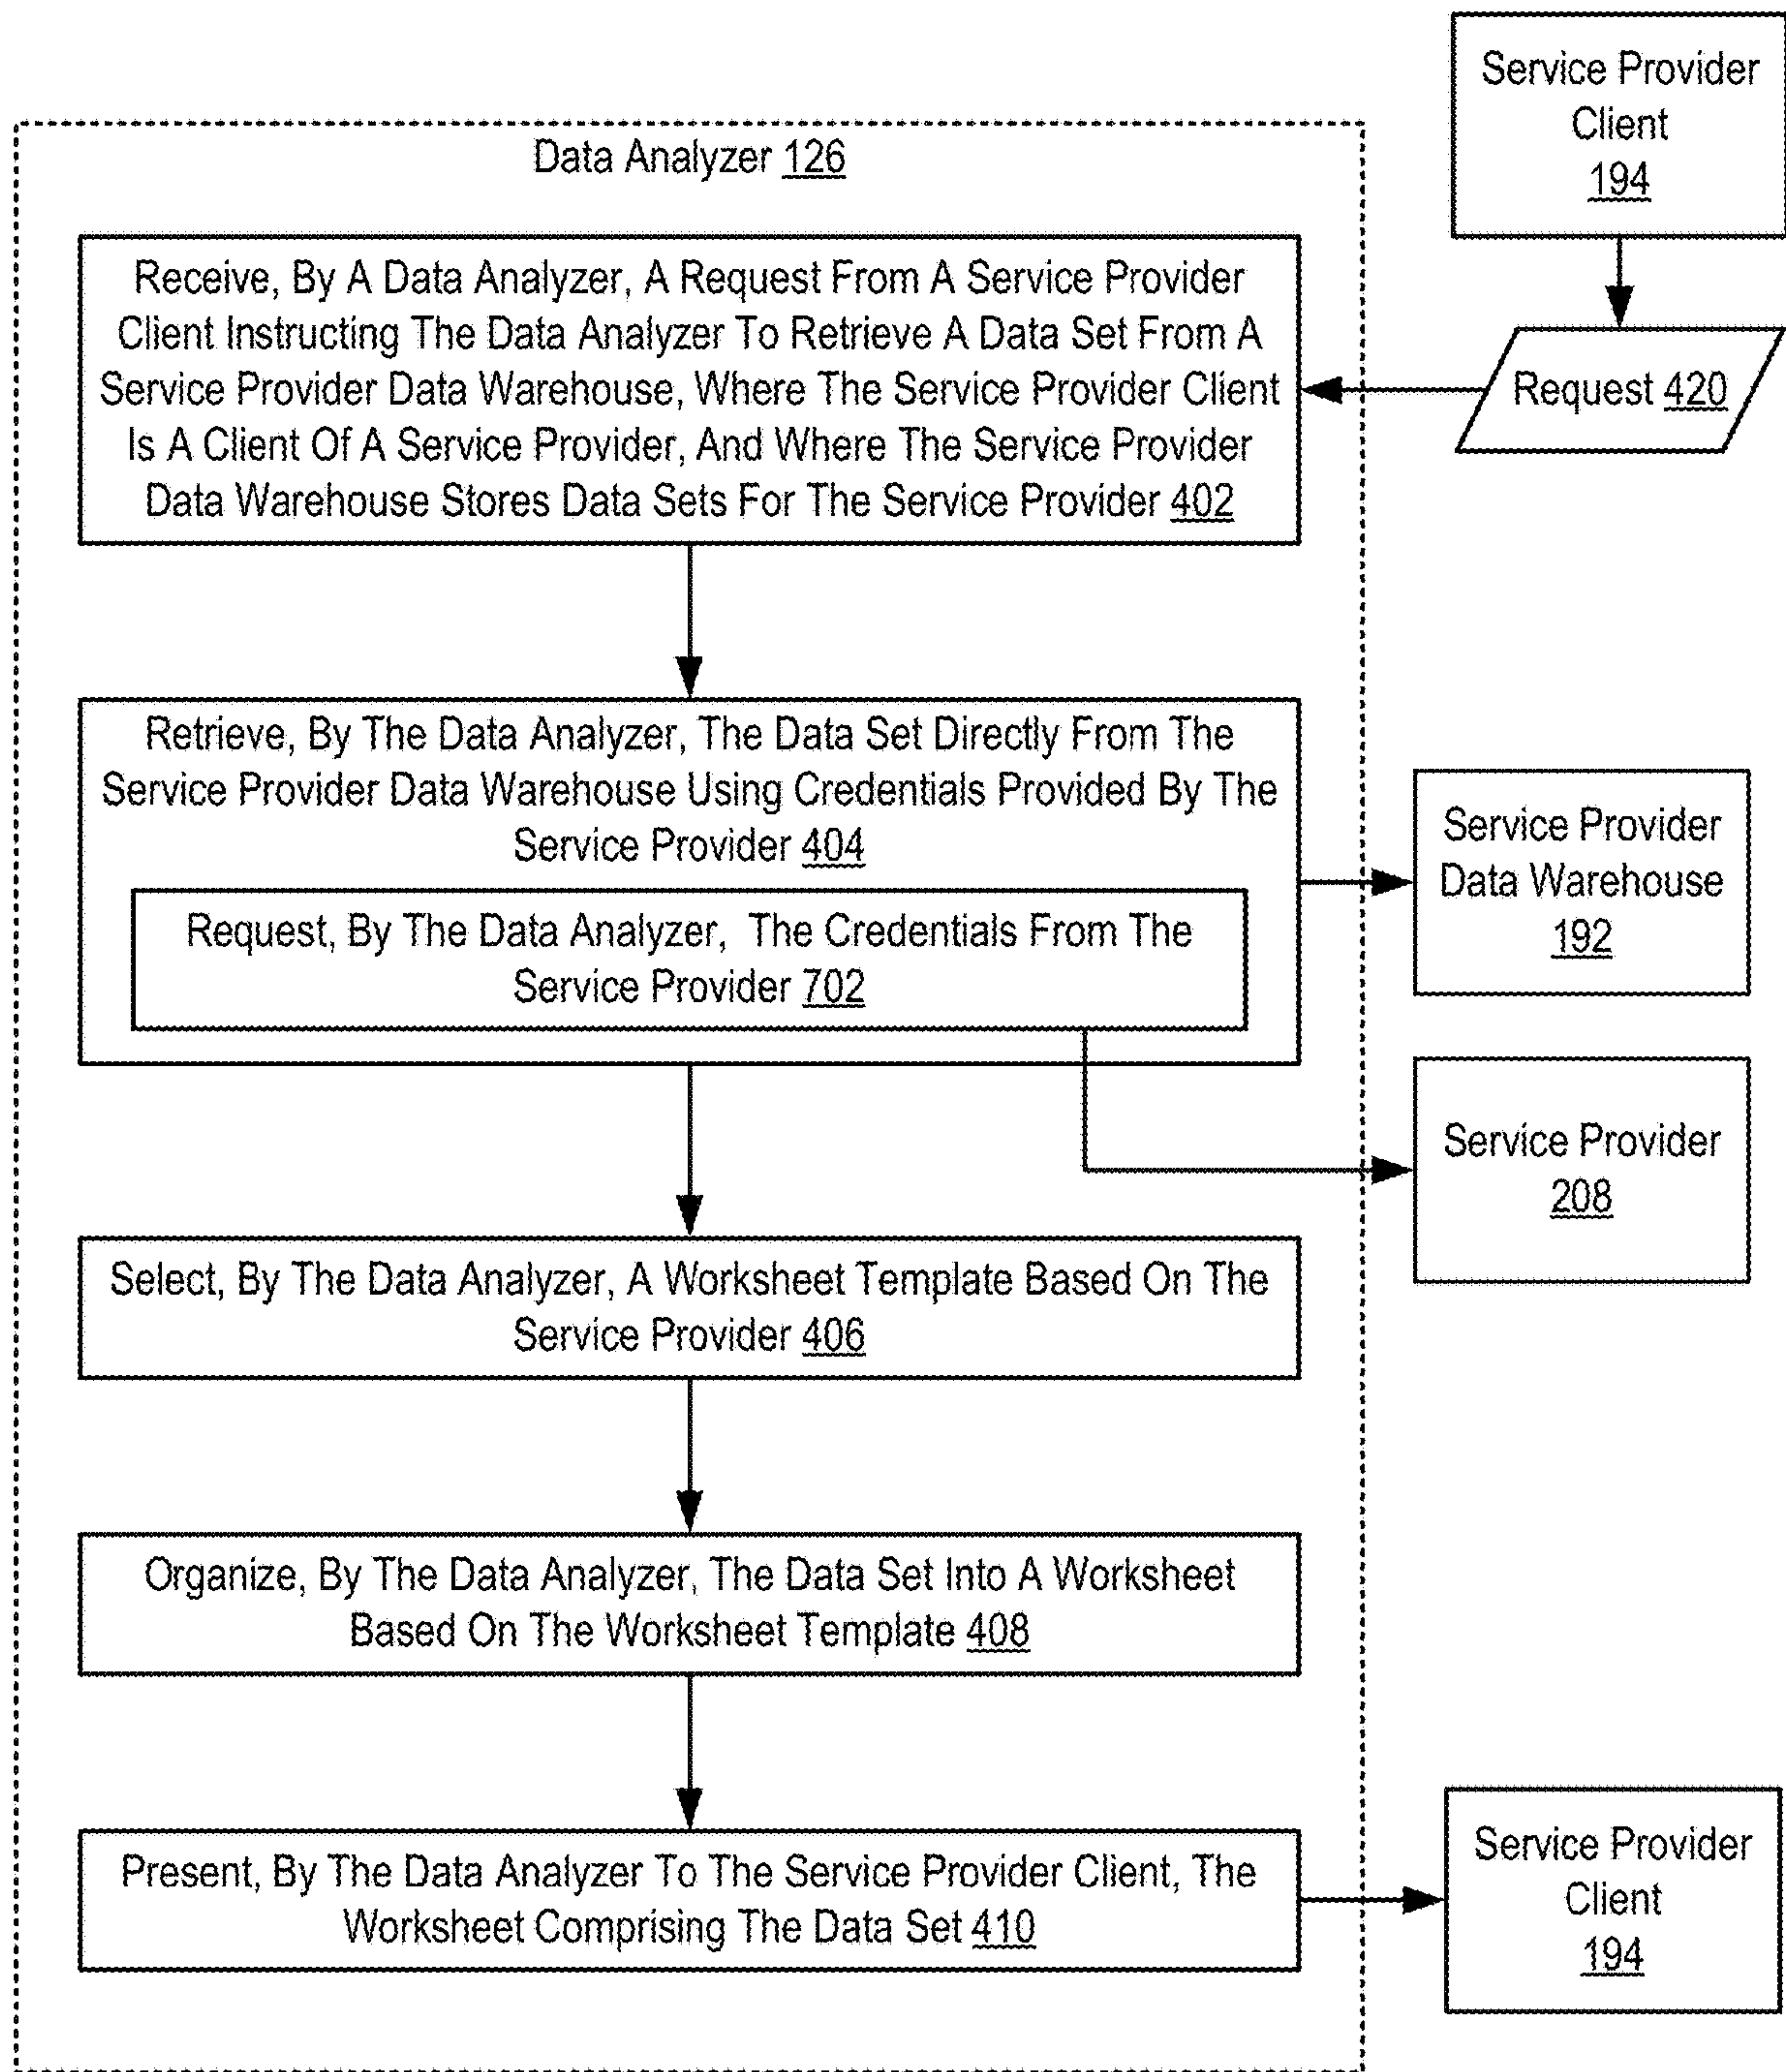 Service Provider
Client
194
Data Analyzer 126
Receive, By A Data Analyzer, A Request From A Service Provider
Client Instructing The Data Analyzer To Retrieve A Data Set From A
Service Provider Data Warehouse, Where The Service Provider Client
Is A Client Of A Service Provider, And Where The Service Provider
Data Warehouse Stores Data Sets For The Service Provider 402
Request 420
Retrieve, By The Data Analyzer, The Data Set Directly From The
Service Provider Data Warehouse Using Credentials Provided By The
Service Provider 404
Request, By The Data Analyzer, The Credentials From The
Service Provider 702
Service Provider
Data Warehouse
192
Service Provider
208
Select, By The Data Analyzer, A Worksheet Template Based On The
Service Provider 406
Organize, By The Data Analyzer, The Data Set Into A Worksheet
Based On The Worksheet Template 408
Present, By The Data Analyzer To The Service Provider Client, The
Worksheet Comprising The Data Set 410
Service Provider
Client
194